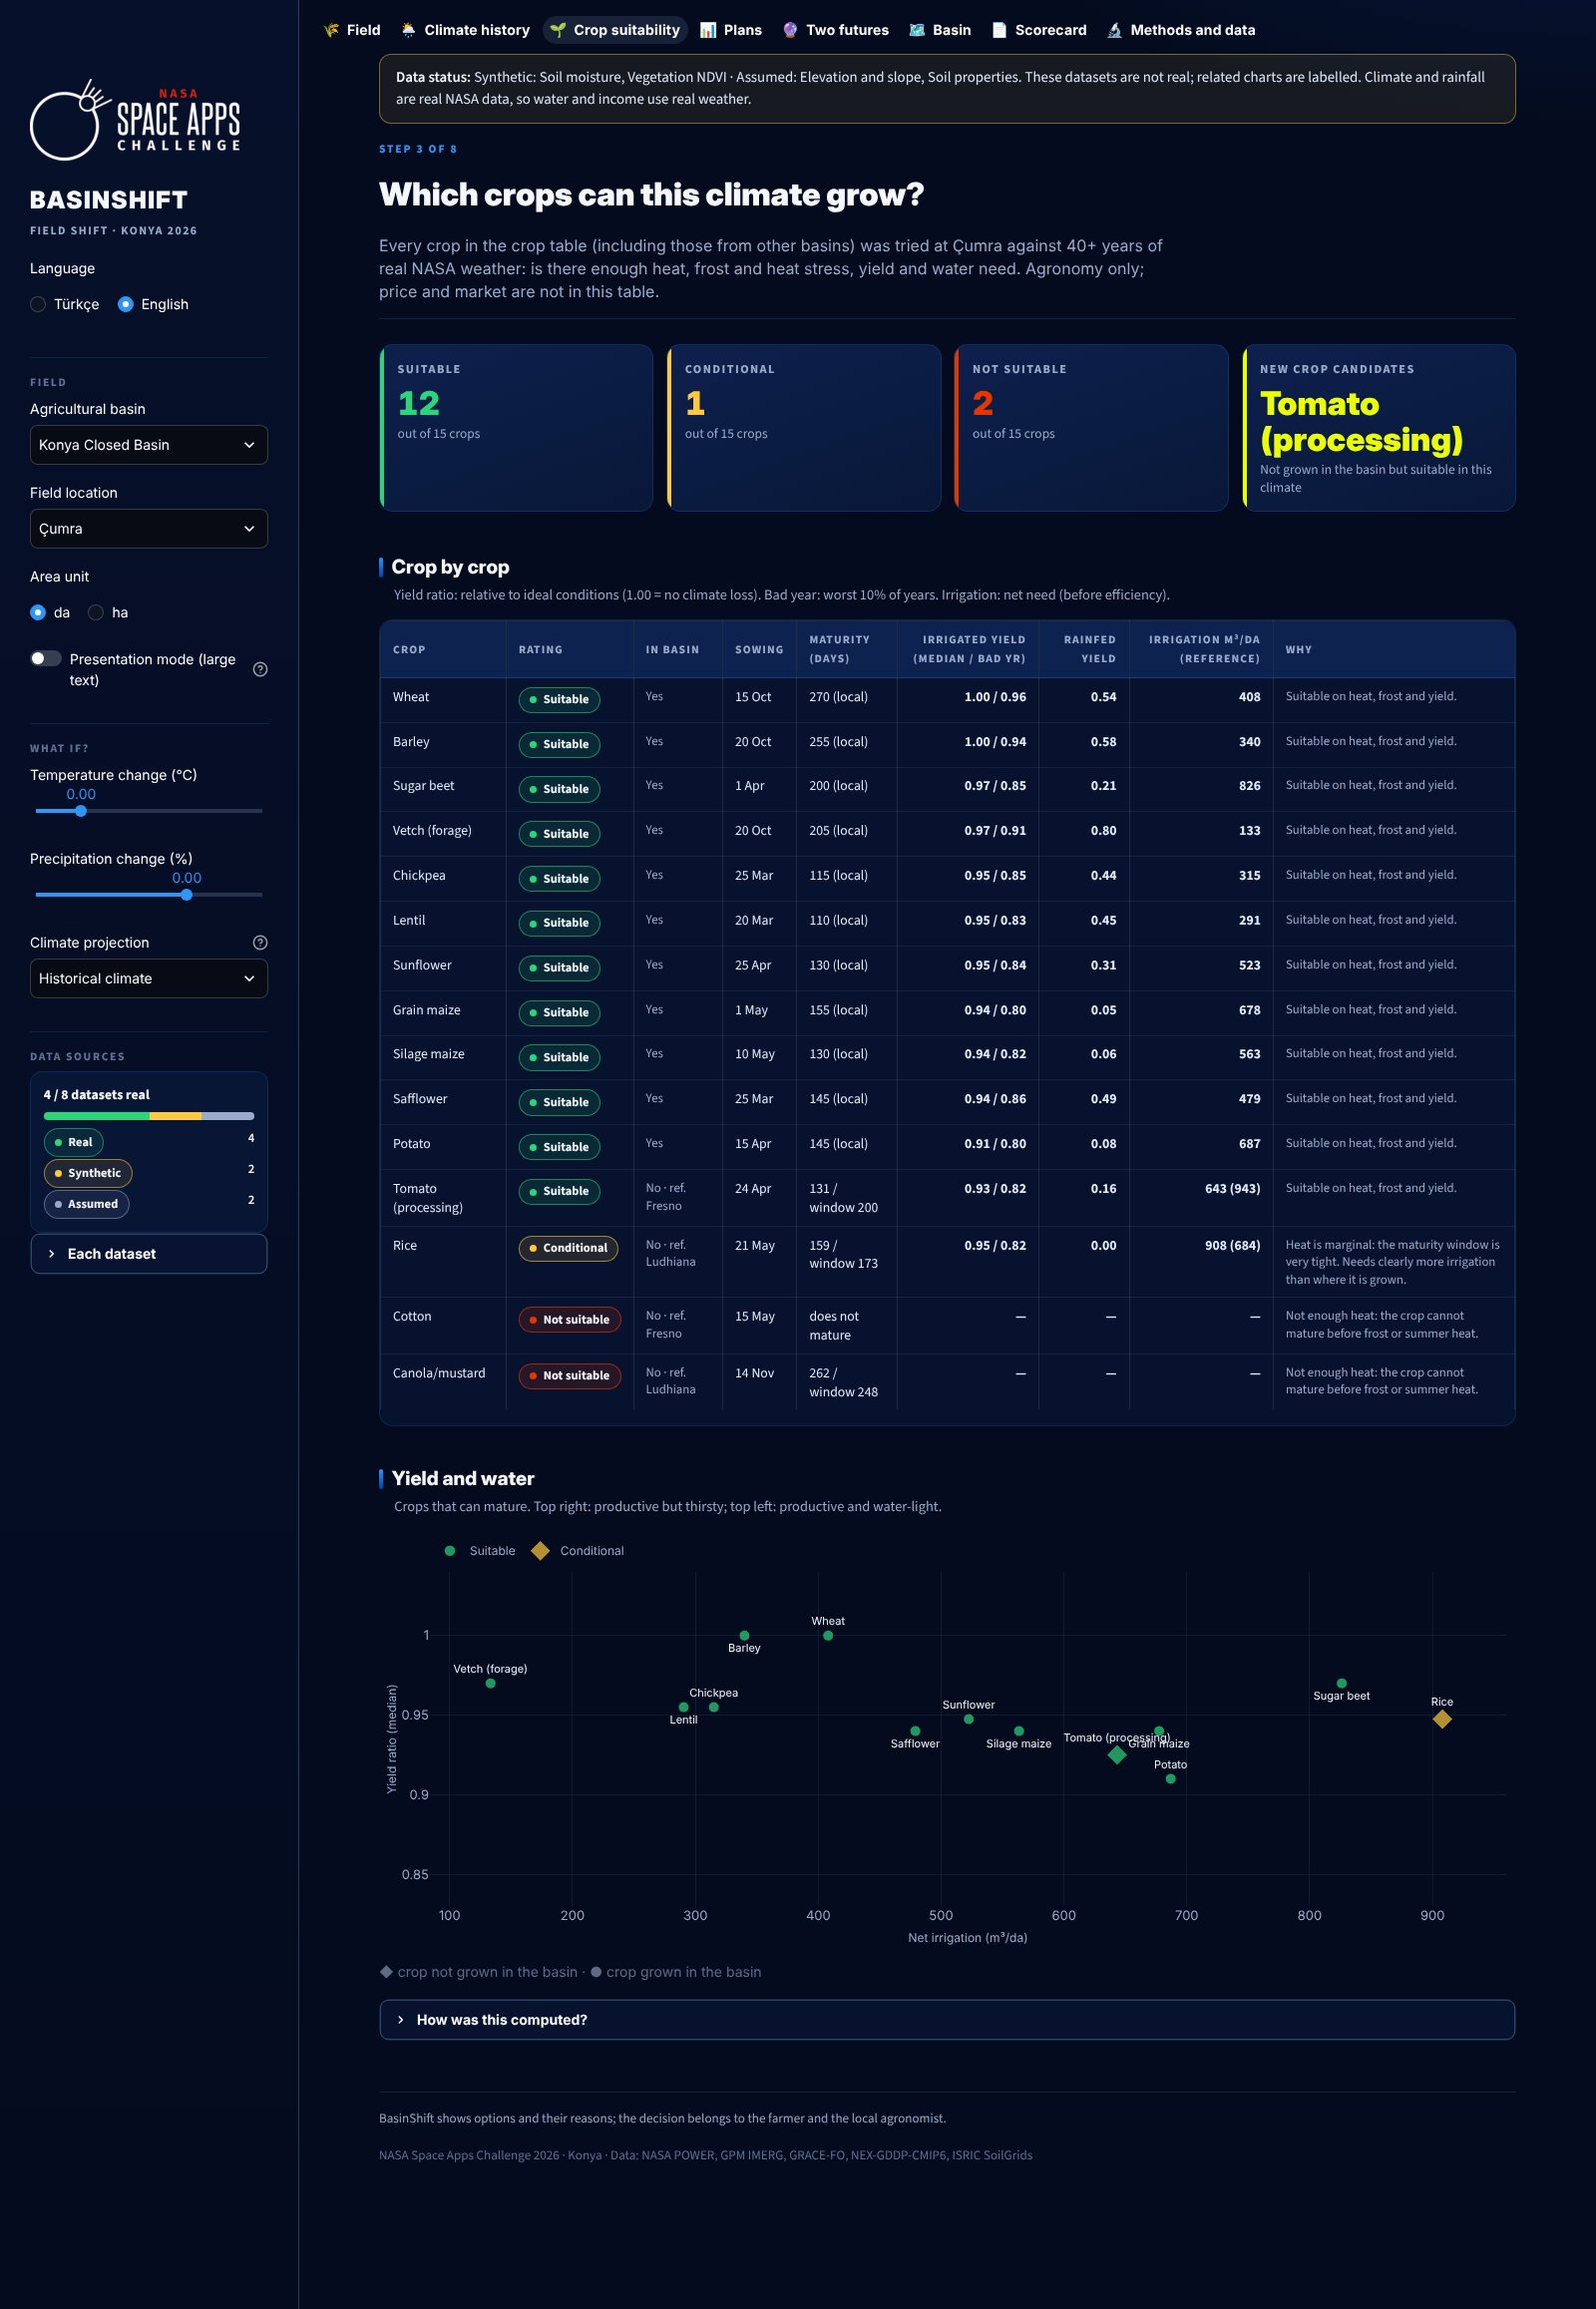 🌾 Field 🌦️ Climate history 🌱 Crop suitability 📊 Plans 🔮 Two futures 🗺️ Basin 📄 Scorecard 🔬 Methods and data
NASA
SPACE APPS
CHALLENGE
BASINSHIFT
FIELD SHIFT · KONYA 2026
Language
Türkçe English
FIELD
Agricultural basin
Konya Closed Basin
Field location
Çumra
Area unit
da ha
Presentation mode (large
text)
WHAT IF?
Temperature change (°C)
0.00
Precipitation change (%)
0.00
Climate projection
Historical climate
DATA SOURCES
4 / 8 datasets real
Real 4
Synthetic 2
Assumed 2
Each dataset
Data status: Synthetic: Soil moisture, Vegetation NDVI · Assumed: Elevation and slope, Soil properties. These datasets are not real; related charts are labelled. Climate and rainfall
are real NASA data, so water and income use real weather.
STEP 3 OF 8
Which crops can this climate grow?
Every crop in the crop table (including those from other basins) was tried at Çumra against 40+ years of
real NASA weather: is there enough heat, frost and heat stress, yield and water need. Agronomy only;
price and market are not in this table.
SUITABLE
12
out of 15 crops
CONDITIONAL
1
out of 15 crops
NOT SUITABLE
2
out of 15 crops
NEW CROP CANDIDATES
Tomato
(processing)
Not grown in the basin but suitable in this
climate
Crop by crop
Yield ratio: relative to ideal conditions (1.00 = no climate loss). Bad year: worst 10% of years. Irrigation: net need (before efficiency).
CROP RATING IN BASIN SOWING MATURITY (DAYS) IRRIGATED YIELD (MEDIAN / BAD YR) RAINFED YIELD IRRIGATION M³/DA (REFERENCE) WHY
Wheat Suitable Yes 15 Oct 270 (local) 1.00 / 0.96 0.54 408 Suitable on heat, frost and yield.
Barley Suitable Yes 20 Oct 255 (local) 1.00 / 0.94 0.58 340 Suitable on heat, frost and yield.
Sugar beet Suitable Yes 1 Apr 200 (local) 0.97 / 0.85 0.21 826 Suitable on heat, frost and yield.
Vetch (forage) Suitable Yes 20 Oct 205 (local) 0.97 / 0.91 0.80 133 Suitable on heat, frost and yield.
Chickpea Suitable Yes 25 Mar 115 (local) 0.95 / 0.85 0.44 315 Suitable on heat, frost and yield.
Lentil Suitable Yes 20 Mar 110 (local) 0.95 / 0.83 0.45 291 Suitable on heat, frost and yield.
Sunflower Suitable Yes 25 Apr 130 (local) 0.95 / 0.84 0.31 523 Suitable on heat, frost and yield.
Grain maize Suitable Yes 1 May 155 (local) 0.94 / 0.80 0.05 678 Suitable on heat, frost and yield.
Silage maize Suitable Yes 10 May 130 (local) 0.94 / 0.82 0.06 563 Suitable on heat, frost and yield.
Safflower Suitable Yes 25 Mar 145 (local) 0.94 / 0.86 0.49 479 Suitable on heat, frost and yield.
Potato Suitable Yes 15 Apr 145 (local) 0.91 / 0.80 0.08 687 Suitable on heat, frost and yield.
Tomato (processing) Suitable No · ref. Fresno 24 Apr 131 / window 200 0.93 / 0.82 0.16 643 (943) Suitable on heat, frost and yield.
Rice Conditional No · ref. Ludhiana 21 May 159 / window 173 0.95 / 0.82 0.00 908 (684) Heat is marginal: the maturity window is very tight. Needs clearly more irrigation than where it is grown.
Cotton Not suitable No · ref. Fresno 15 May does not mature — — — Not enough heat: the crop cannot mature before frost or summer heat.
Canola/mustard Not suitable No · ref. Ludhiana 14 Nov 262 / window 248 — — — Not enough heat: the crop cannot mature before frost or summer heat.
Yield and water
Crops that can mature. Top right: productive but thirsty; top left: productive and water-light.
Suitable Conditional
Wheat
1
Barley
Vetch (forage)
Chickpea
Lentil
Sugar beet
Rice
Sunflower
0.95
Safflower
Silage maize
Tomato (processing)
Grain maize
Potato
0.9
0.85
Yield ratio (median)
100 200 300 400 500 600 700 800 900
Net irrigation (m³/da)
◆ crop not grown in the basin · ● crop grown in the basin
How was this computed?
BasinShift shows options and their reasons; the decision belongs to the farmer and the local agronomist.
NASA Space Apps Challenge 2026 · Konya · Data: NASA POWER, GPM IMERG, GRACE-FO, NEX-GDDP-CMIP6, ISRIC SoilGrids